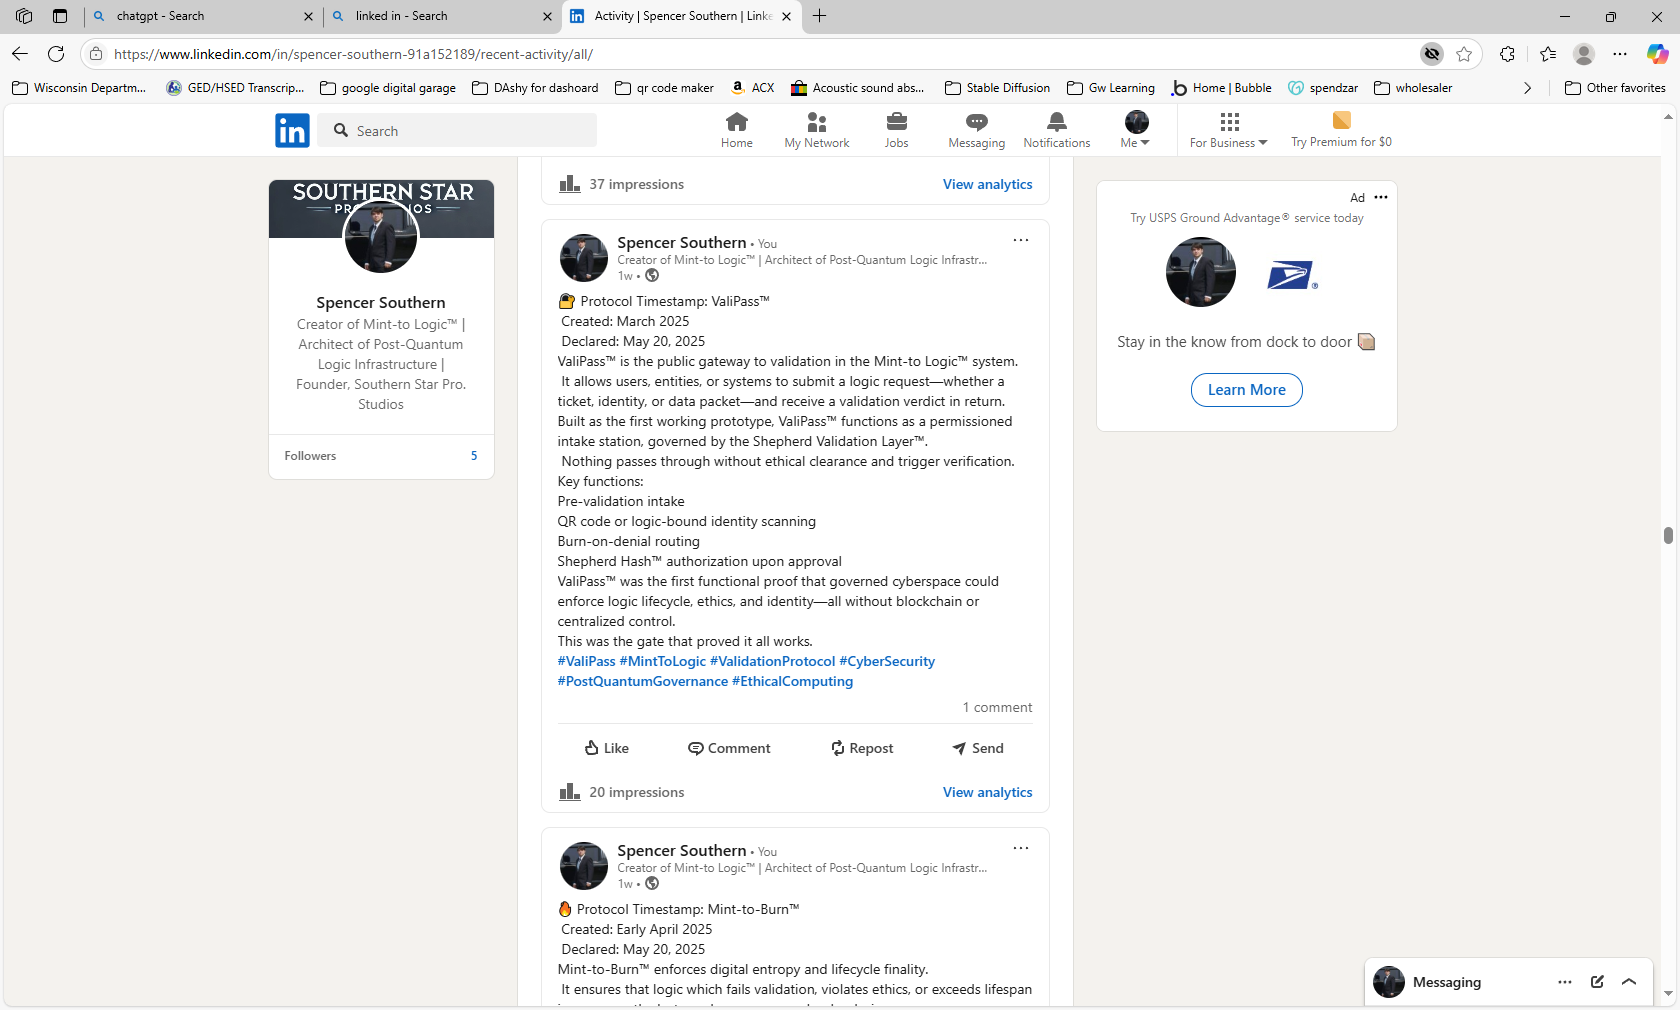 chatgpt - Search
linked in - Search
Activity | Spencer Southern | Linke
https://www.linkedin.com/in/spencer-southern-91a152189/recent-activity/all/
Wisconsin Departm...
GED/HSED Transcrip...
google digital garage
DAshy for dashoard
qr code maker
ACX
Acoustic sound abs...
Stable Diffusion
Gw Learning
Home | Bubble
spendzar
wholesaler
Other favorites
in
Search
Home
My Network
Jobs
Messaging
Notifications
Me
For Business
Try Premium for $0
SOUTHERN STAR
Spencer Southern
Creator of Mint-to Logic™ |
Architect of Post-Quantum
Logic Infrastructure |
Founder, Southern Star Pro.
Studios
Followers 5
37 impressions
View analytics
Spencer Southern • You
Creator of Mint-to Logic™ | Architect of Post-Quantum Logic Infrastr...
1w •
🔐 Protocol Timestamp: ValiPass™
Created: March 2025
Declared: May 20, 2025
ValiPass™ is the public gateway to validation in the Mint-to Logic™ system.
It allows users, entities, or systems to submit a logic request—whether a
ticket, identity, or data packet—and receive a validation verdict in return.
Built as the first working prototype, ValiPass™ functions as a permissioned
intake station, governed by the Shepherd Validation Layer™.
Nothing passes through without ethical clearance and trigger verification.
Key functions:
Pre-validation intake
QR code or logic-bound identity scanning
Burn-on-denial routing
Shepherd Hash™ authorization upon approval
ValiPass™ was the first functional proof that governed cyberspace could
enforce logic lifecycle, ethics, and identity—all without blockchain or
centralized control.
This was the gate that proved it all works.
#ValiPass #MintToLogic #ValidationProtocol #CyberSecurity
#PostQuantumGovernance #EthicalComputing
1 comment
Like
Comment
Repost
Send
20 impressions
View analytics
Spencer Southern • You
Creator of Mint-to Logic™ | Architect of Post-Quantum Logic Infrastr...
1w •
🔥 Protocol Timestamp: Mint-to-Burn™
Created: Early April 2025
Declared: May 20, 2025
Mint-to-Burn™ enforces digital entropy and lifecycle finality.
It ensures that logic which fails validation, violates ethics, or exceeds lifespan
Ad
Try USPS Ground Advantage® service today
Stay in the know from dock to door 📦
Learn More
Messaging